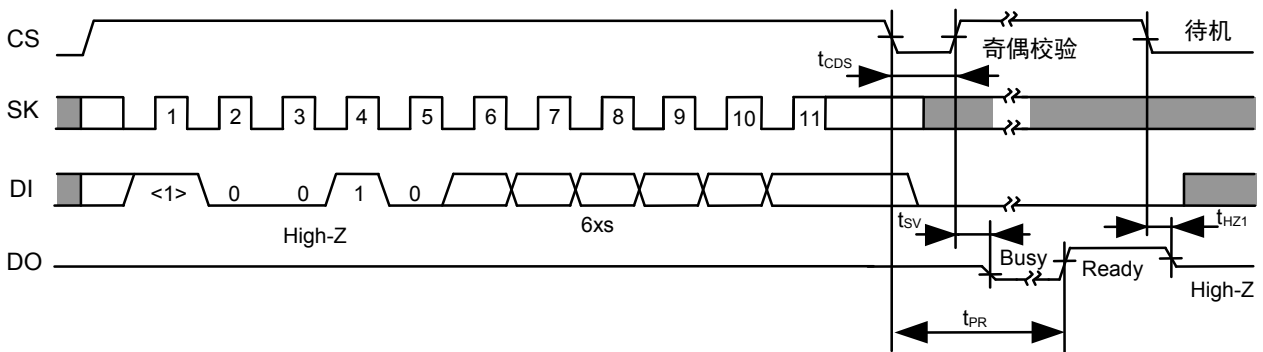 CS
奇偶校验
待机
tCDS
SK
1 2 3 4 5 6 7 8 9 10 11
DI
<1> 0 0 1 0
High-Z
6xs
tSV
tHZ1
DO
Busy
Ready
High-Z
tPR